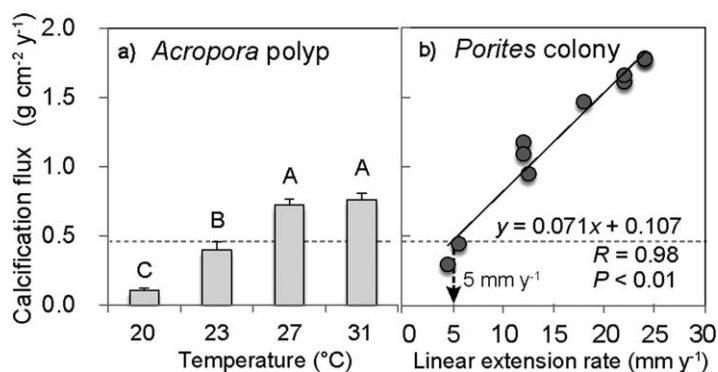 Calcification flux (g cm⁻² y⁻¹)
2.0
1.5
1.0
0.5
0.0
a) Acropora polyp
C
B
A
A
20 23 27 31
Temperature (°C)
b) Porites colony
y = 0.071x + 0.107
R = 0.98
P < 0.01
5 mm y⁻¹
0 5 10 15 20 25 30
Linear extension rate (mm y⁻¹)